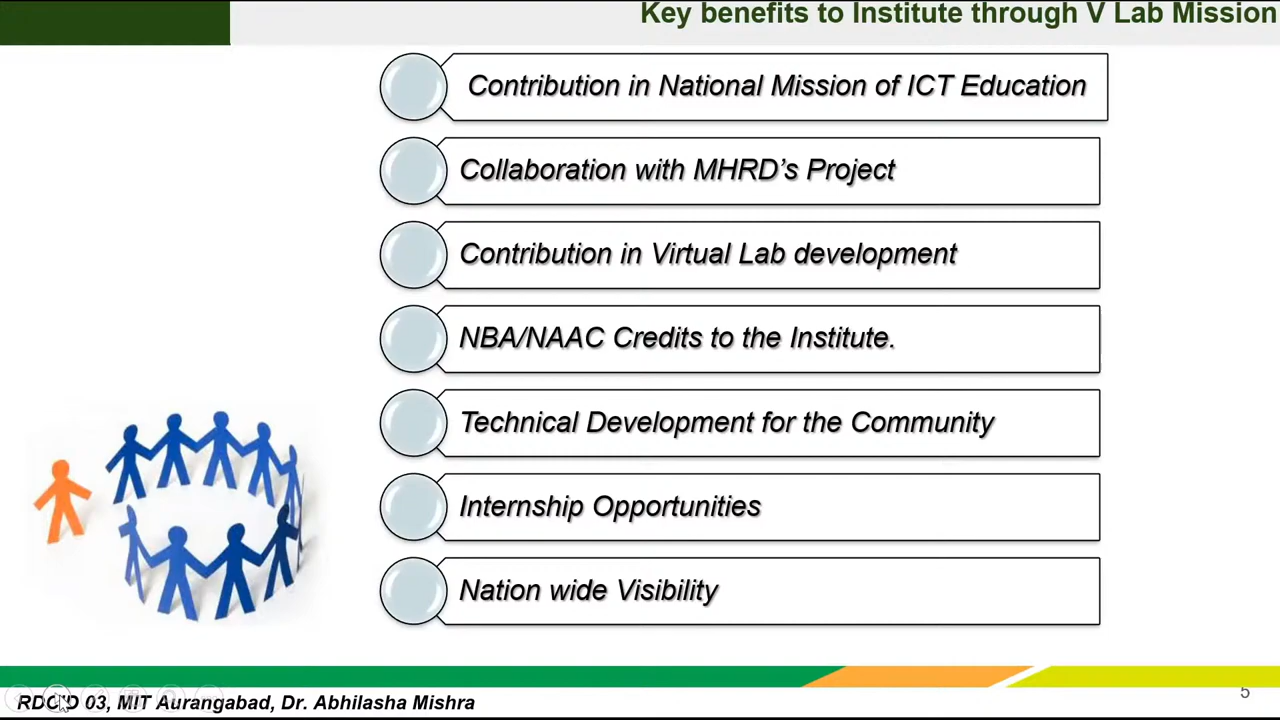 Key benefits to Institute through V Lab Mission
Contribution in National Mission of ICT Education
Collaboration with MHRD's Project
Contribution in Virtual Lab development
NBA/NAAC Credits to the Institute.
Technical Development for the Community
Internship Opportunities
Nation wide Visibility
03, MIT Aurangabad, Dr. Abhilasha Mishra
5